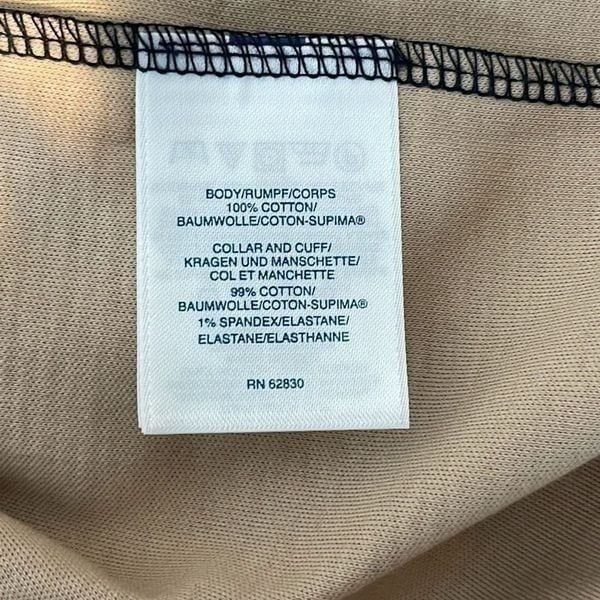 BODY/RUMPF/CORPS
100% COTTON/
BAUMWOLLE/COTON-SUPIMA®
COLLAR AND CUFF/
KRAGEN UND MANSCHETTE/
COL ET MANCHETTE
99% COTTON/
BAUMWOLLE/COTON-SUPIMA®
1% SPANDEX/ELASTANE/
ELASTANE/ELASTHANNE
RN 62830